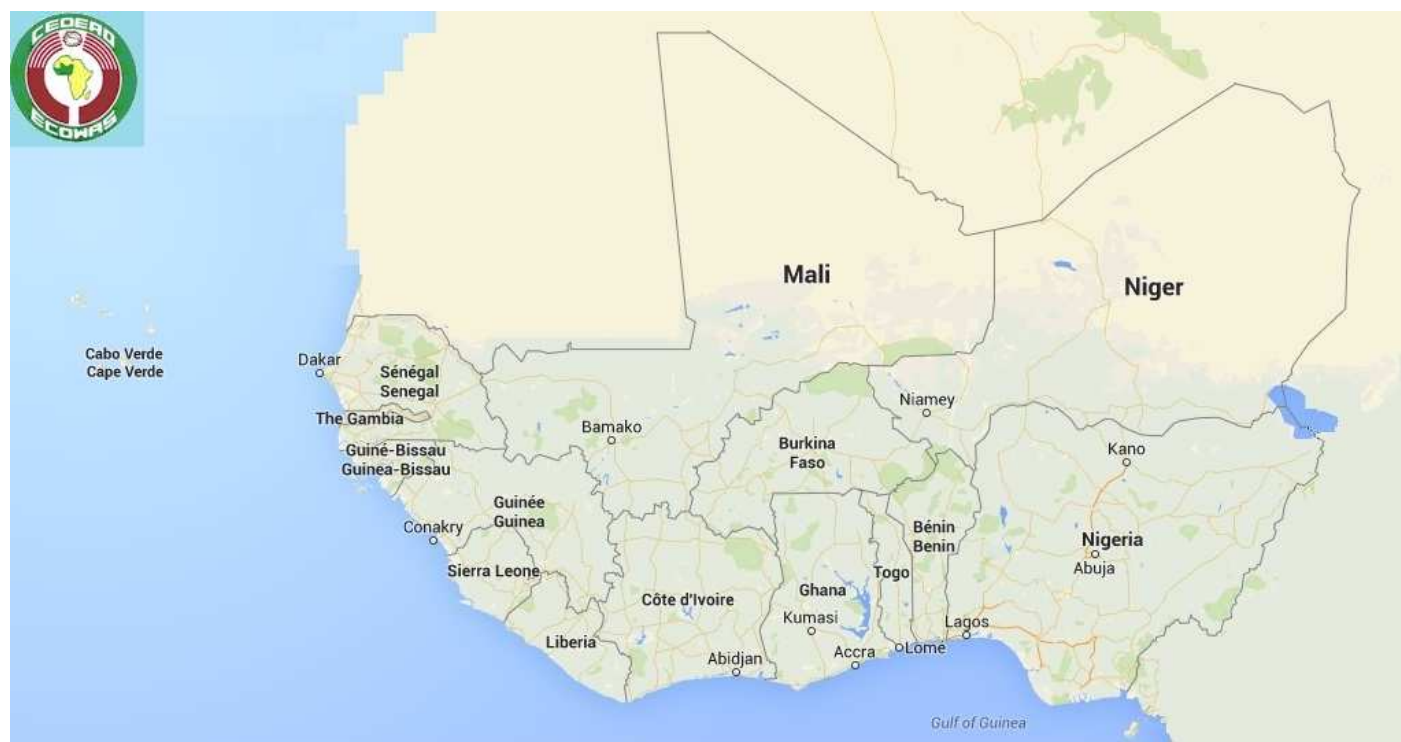 CEDEAO
ECOWAS
Mali
Niger
Cabo Verde
Cape Verde
Dakar
Sénégal
Senegal
The Gambia
Niamey
Bamako
Guiné-Bissau
Guinea-Bissau
Burkina
Faso
Kano
Guinée
Guinea
Conakry
Bénin
Benin
Nigeria
Abuja
Sierra Leone
Togo
Côte d'Ivoire
Ghana
Kumasi
Lagos
Liberia
Abidjan
Accra
Lome
Gulf of Guinea